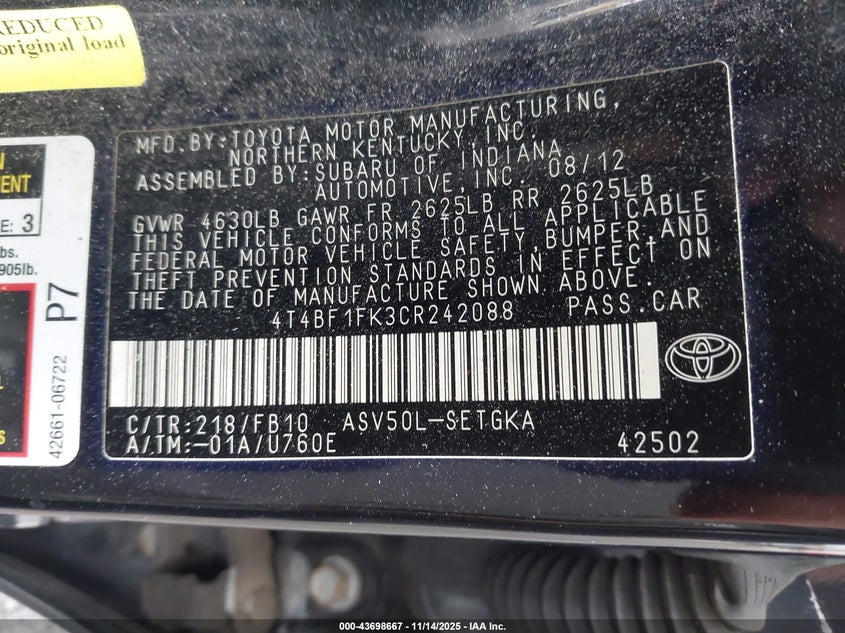 REDUCED
original load
MFD.BY:TOYOTA MOTOR MANUFACTURING,
NORTHERN KENTUCKY,INC.
ASSEMBLED BY:SUBARU OF INDIANA
AUTOMOTIVE,INC. 08/12
GVWR 4630LB GAWR FR 2625LB RR 2625LB
THIS VEHICLE CONFORMS TO ALL APPLICABLE
FEDERAL MOTOR VEHICLE SAFETY,BUMPER,AND
THEFT PREVENTION STANDARDS IN EFFECT ON
THE DATE OF MANUFACTURE SHOWN ABOVE.
4T4BF1FK3CR242088 PASS.CAR
C/TR:218/FB10 ASV50L-SETGKA
A/TM:-01A/U760E 42502
E: 3
bs.
905lb.
P7
42661-06722
000-43698667 - 11/14/2025 - IAA Inc.